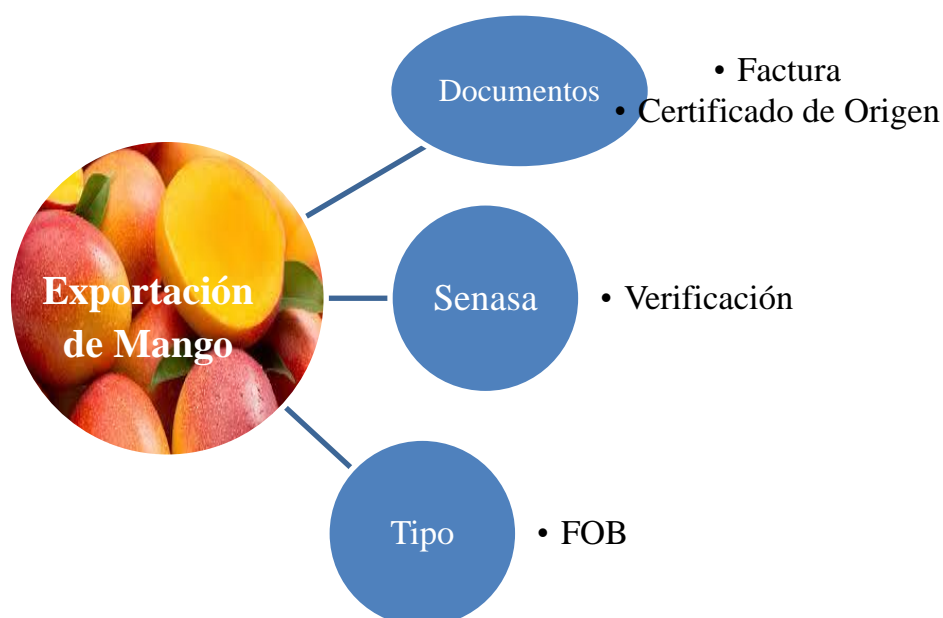 Exportación
de Mango
Documentos
• Factura
• Certificado de Origen
Senasa
• Verificación
Tipo
• FOB